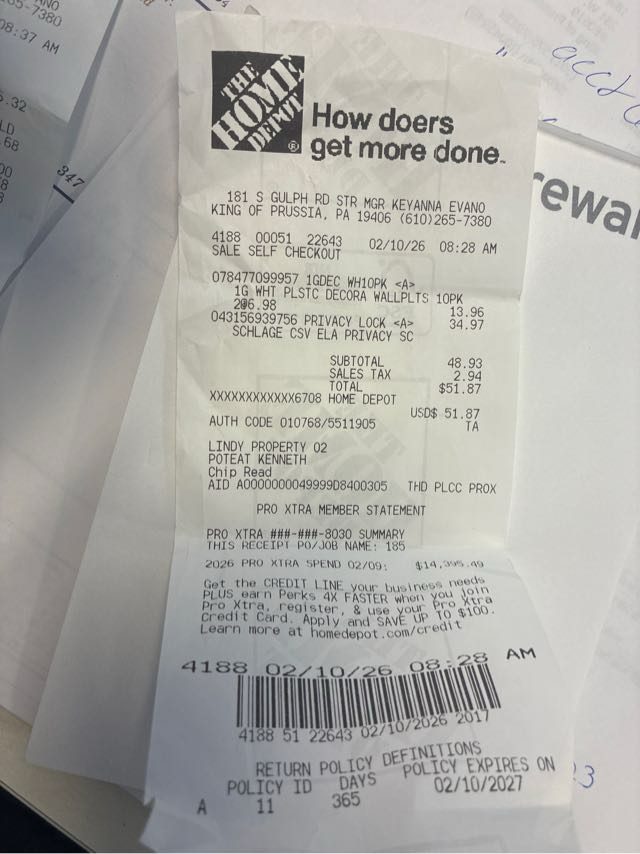 THE
HOME
DEPOT
®
How doers
get more done™
181 S GULPH RD STR MGR KEYANNA EVANO
KING OF PRUSSIA, PA 19406 (610)265-7380
4188 00051 22643 02/10/26 08:28 AM
SALE SELF CHECKOUT
078477099957 1GDEC WH10PK <A>
1G WHT PLSTC DECORA WALLPLTS 10PK
2@6.98 13.96
043156939756 PRIVACY LOCK <A> 34.97
SCHLAGE CSV ELA PRIVACY SC
SUBTOTAL 48.93
SALES TAX 2.94
TOTAL $51.87
XXXXXXXXXXXX6708 HOME DEPOT
USD$ 51.87
AUTH CODE 010768/5511905 TA
LINDY PROPERTY 02
POTEAT KENNETH
Chip Read
AID A0000000049999D8400305 THD PLCC PROX
PRO XTRA MEMBER STATEMENT
PRO XTRA ###-###-8030 SUMMARY
THIS RECEIPT PO/JOB NAME: 185
2026 PRO XTRA SPEND 02/09: $14,395.49
Get the CREDIT LINE your business needs
PLUS earn Perks 4X FASTER when you join
Pro Xtra, register, & use your Pro Xtra
Credit Card. Apply and SAVE UP TO $100.
Learn more at homedepot.com/credit
4188 02/10/26 08:28 AM
4188 51 22643 02/10/2026 2017
RETURN POLICY DEFINITIONS
POLICY ID DAYS POLICY EXPIRES ON
A 11 365 02/10/2027
08:37 AM
347
acct